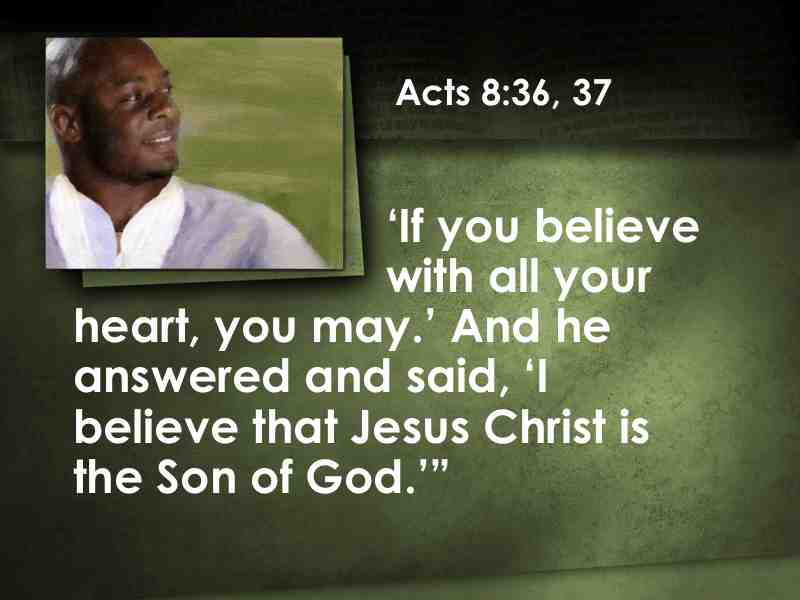 Acts 8:36, 37
‘If you believe
with all your
heart, you may.’ And he
answered and said, ‘I
believe that Jesus Christ is
the Son of God.’”